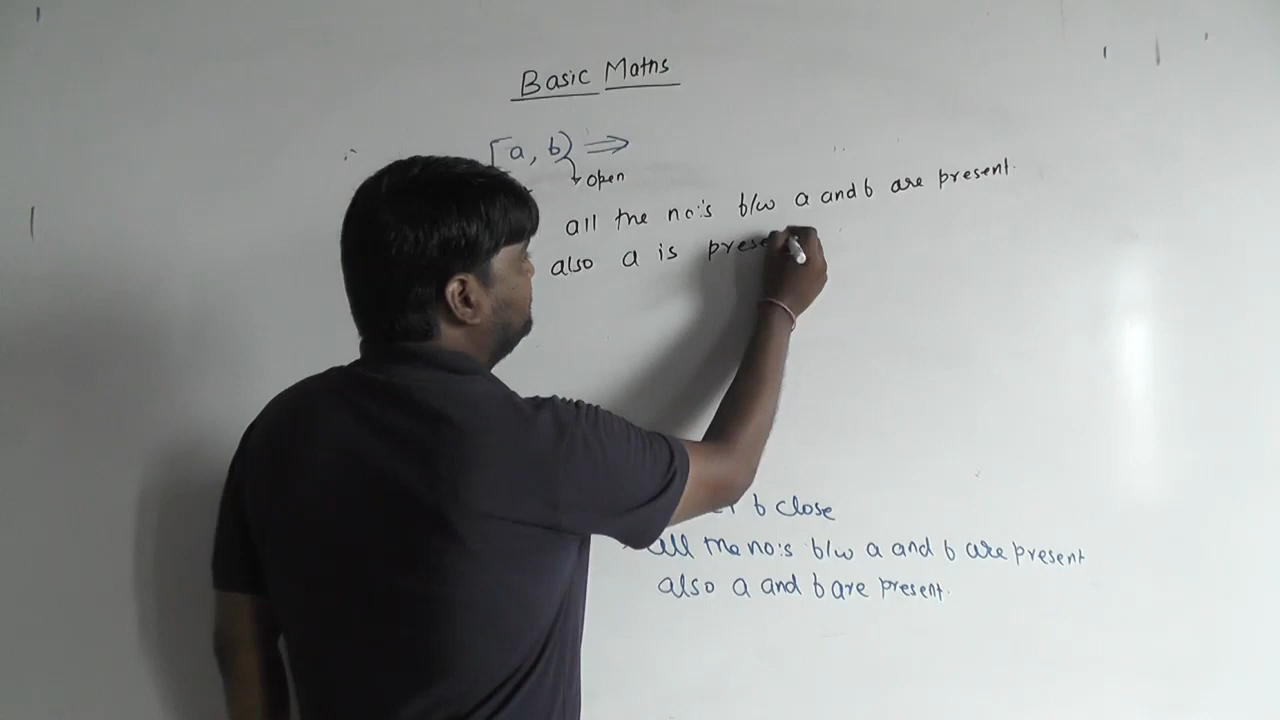 Basic Maths
[a, b) ⇒
open
all the no:s b/w a and b are present.
also a is prese
b close
all the no:s b/w a and b are present
also a and b are present.